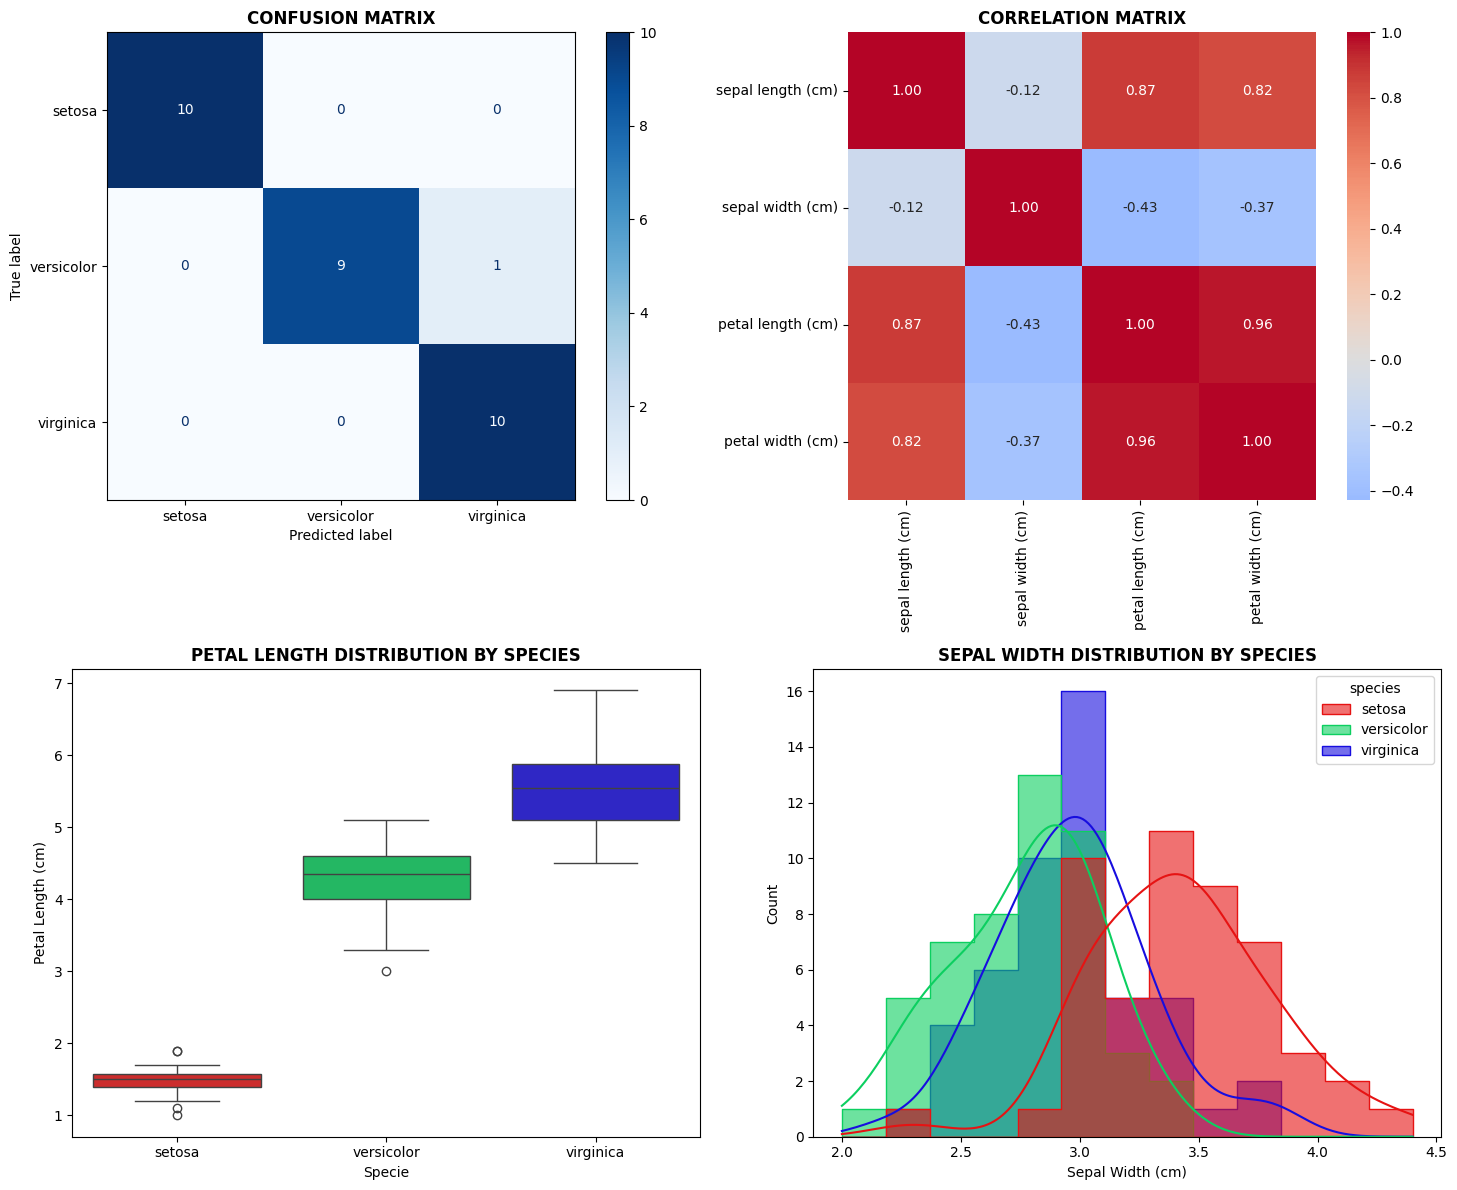 CONFUSION MATRIX
True label
setosa
versicolor
virginica
10 0 0
0 9 1
0 0 10
setosa versicolor virginica
Predicted label
10
8
6
4
2
0
CORRELATION MATRIX
sepal length (cm)
sepal width (cm)
petal length (cm)
petal width (cm)
1.00 -0.12 0.87 0.82
-0.12 1.00 -0.43 -0.37
0.87 -0.43 1.00 0.96
0.82 -0.37 0.96 1.00
sepal length (cm)
sepal width (cm)
petal length (cm)
petal width (cm)
1.0
0.8
0.6
0.4
0.2
0.0
−0.2
−0.4
PETAL LENGTH DISTRIBUTION BY SPECIES
Petal Length (cm)
7
6
5
4
3
2
1
setosa versicolor virginica
Specie
SEPAL WIDTH DISTRIBUTION BY SPECIES
Count
16
14
12
10
8
6
4
2
0
species
setosa
versicolor
virginica
2.0 2.5 3.0 3.5 4.0 4.5
Sepal Width (cm)